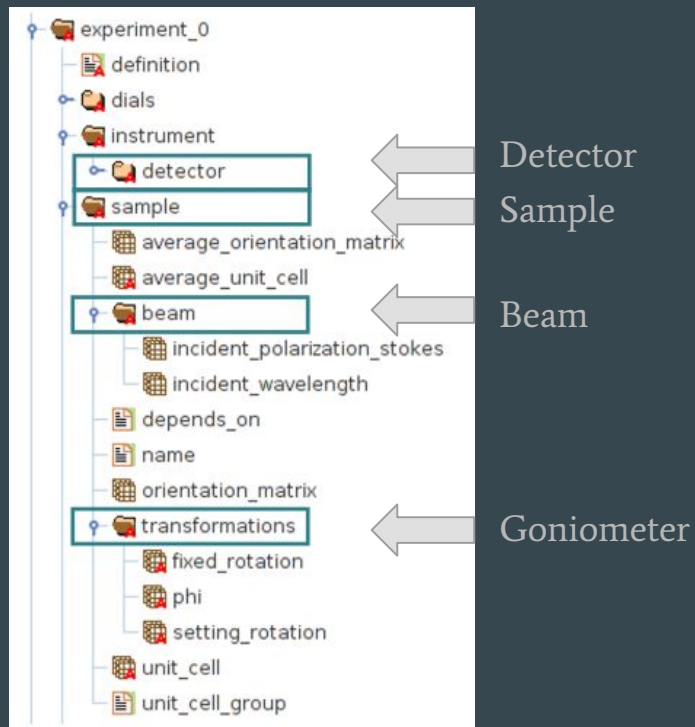 experiment_0
definition
dials
instrument
detector
Detector
sample
Sample
average_orientation_matrix
average_unit_cell
beam
Beam
incident_polarization_stokes
incident_wavelength
depends_on
name
orientation_matrix
transformations
Goniometer
fixed_rotation
phi
setting_rotation
unit_cell
unit_cell_group